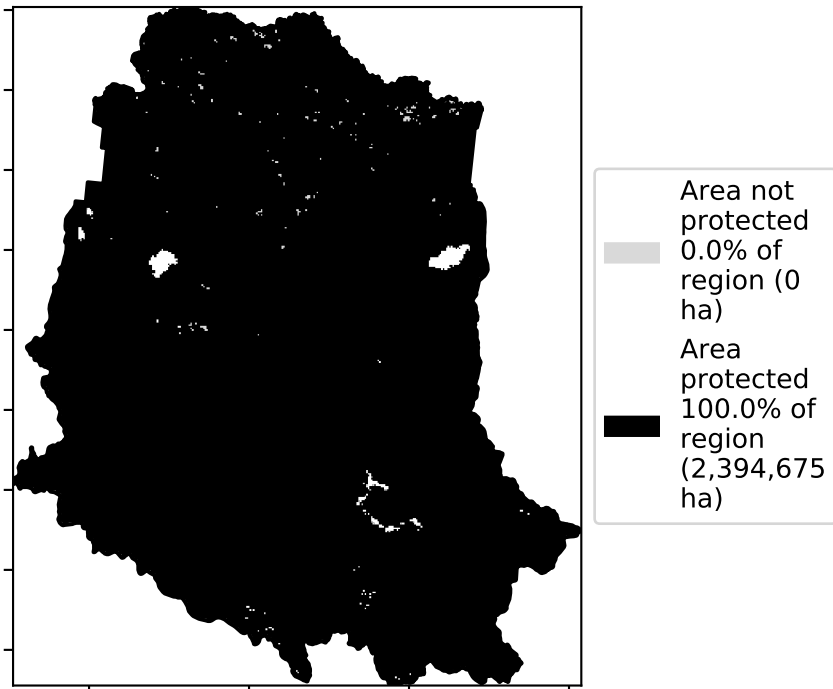 Area not
protected
0.0% of
region (0
ha)
Area
protected
100.0% of
region
(2,394,675
ha)